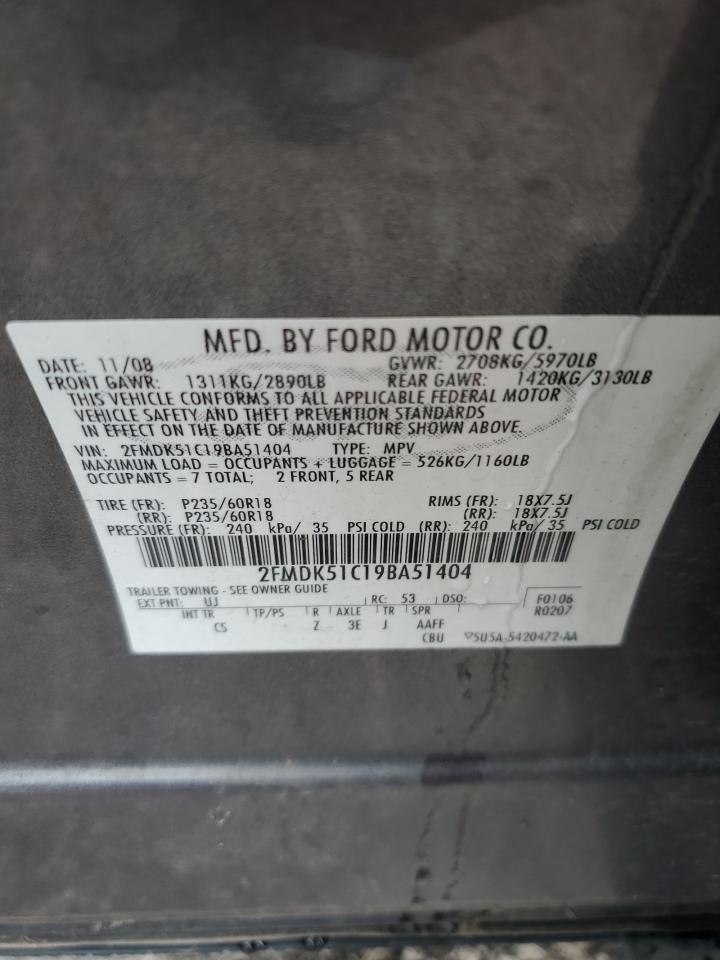 MFD. BY FORD MOTOR CO.
DATE: 11/08 GVWR: 2708KG/5970LB
FRONT GAWR: 1311KG/2890LB REAR GAWR: 1420KG/3130LB
THIS VEHICLE CONFORMS TO ALL APPLICABLE FEDERAL MOTOR
VEHICLE SAFETY AND THEFT PREVENTION STANDARDS
IN EFFECT ON THE DATE OF MANUFACTURE SHOWN ABOVE.
VIN: 2FMDK51C19BA51404 TYPE: MPV
MAXIMUM LOAD = OCCUPANTS + LUGGAGE = 526KG/1160LB
OCCUPANTS = 7 TOTAL; 2 FRONT, 5 REAR
TIRE (FR): P235/60R18 RIMS (FR): 18X7.5J
(RR): P235/60R18 (RR): 18X7.5J
PRESSURE (FR): 240 kPa/ 35 PSI COLD (RR): 240 kPa/ 35 PSI COLD
2FMDK51C19BA51404
TRAILER TOWING - SEE OWNER GUIDE
EXT PNT: UJ RC: 53 DSO: F0106
INT TR TP/PS R AXLE TR SPR R0207
CS Z 3E J AAFF
CBU 5U5A-5420472-AA